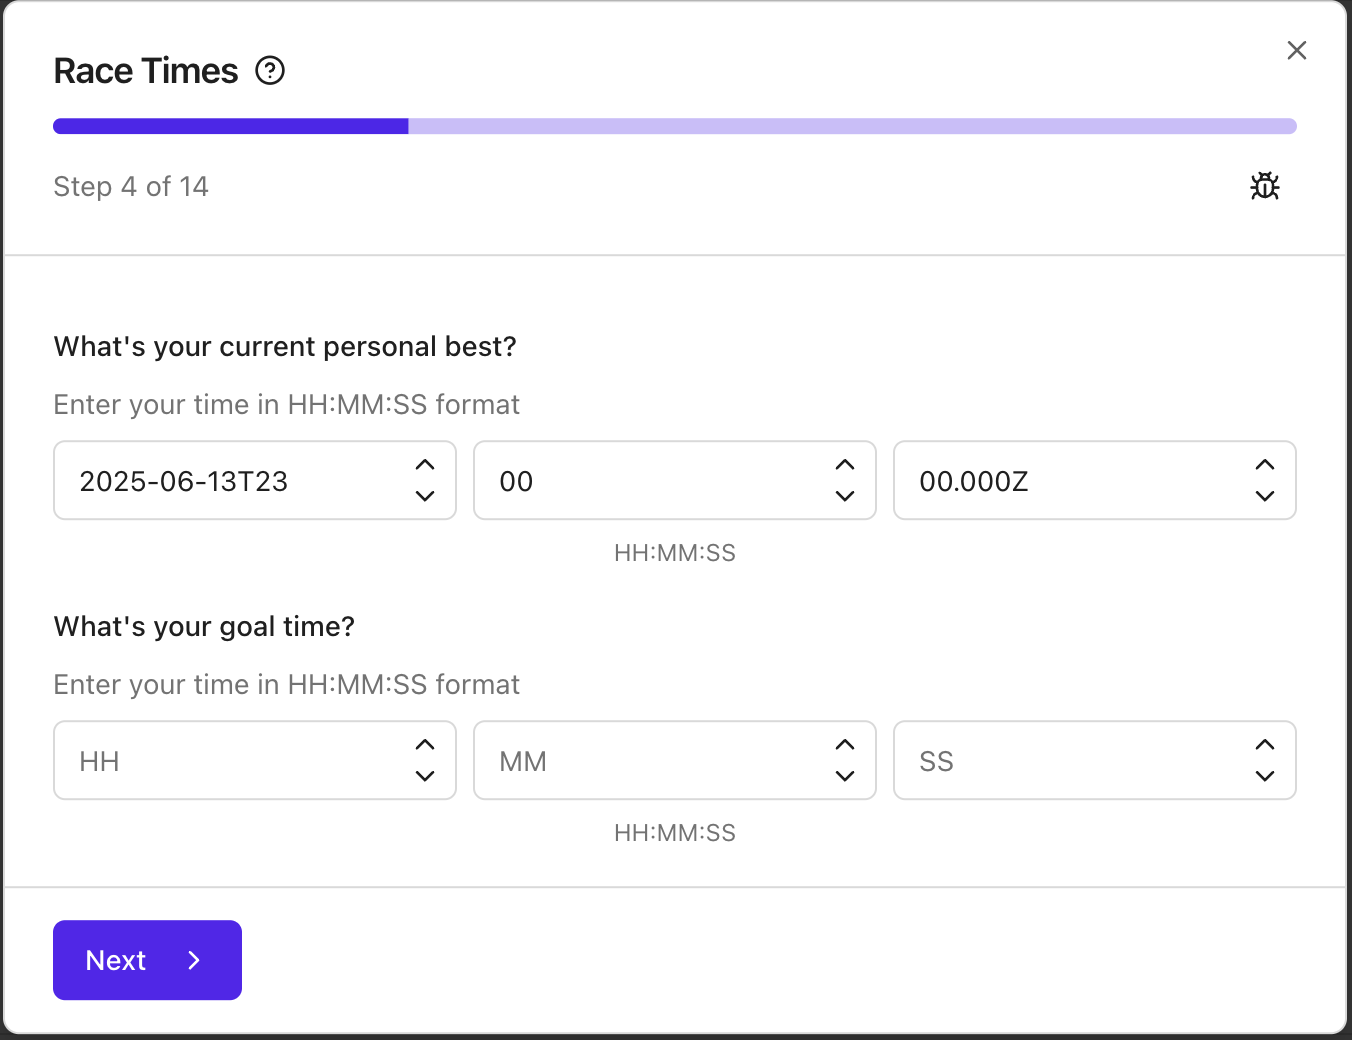 Race Times
Step 4 of 14
What's your current personal best?
Enter your time in HH:MM:SS format
2025-06-13T23 00 00.000Z
HH:MM:SS
What's your goal time?
Enter your time in HH:MM:SS format
HH MM SS
HH:MM:SS
Next